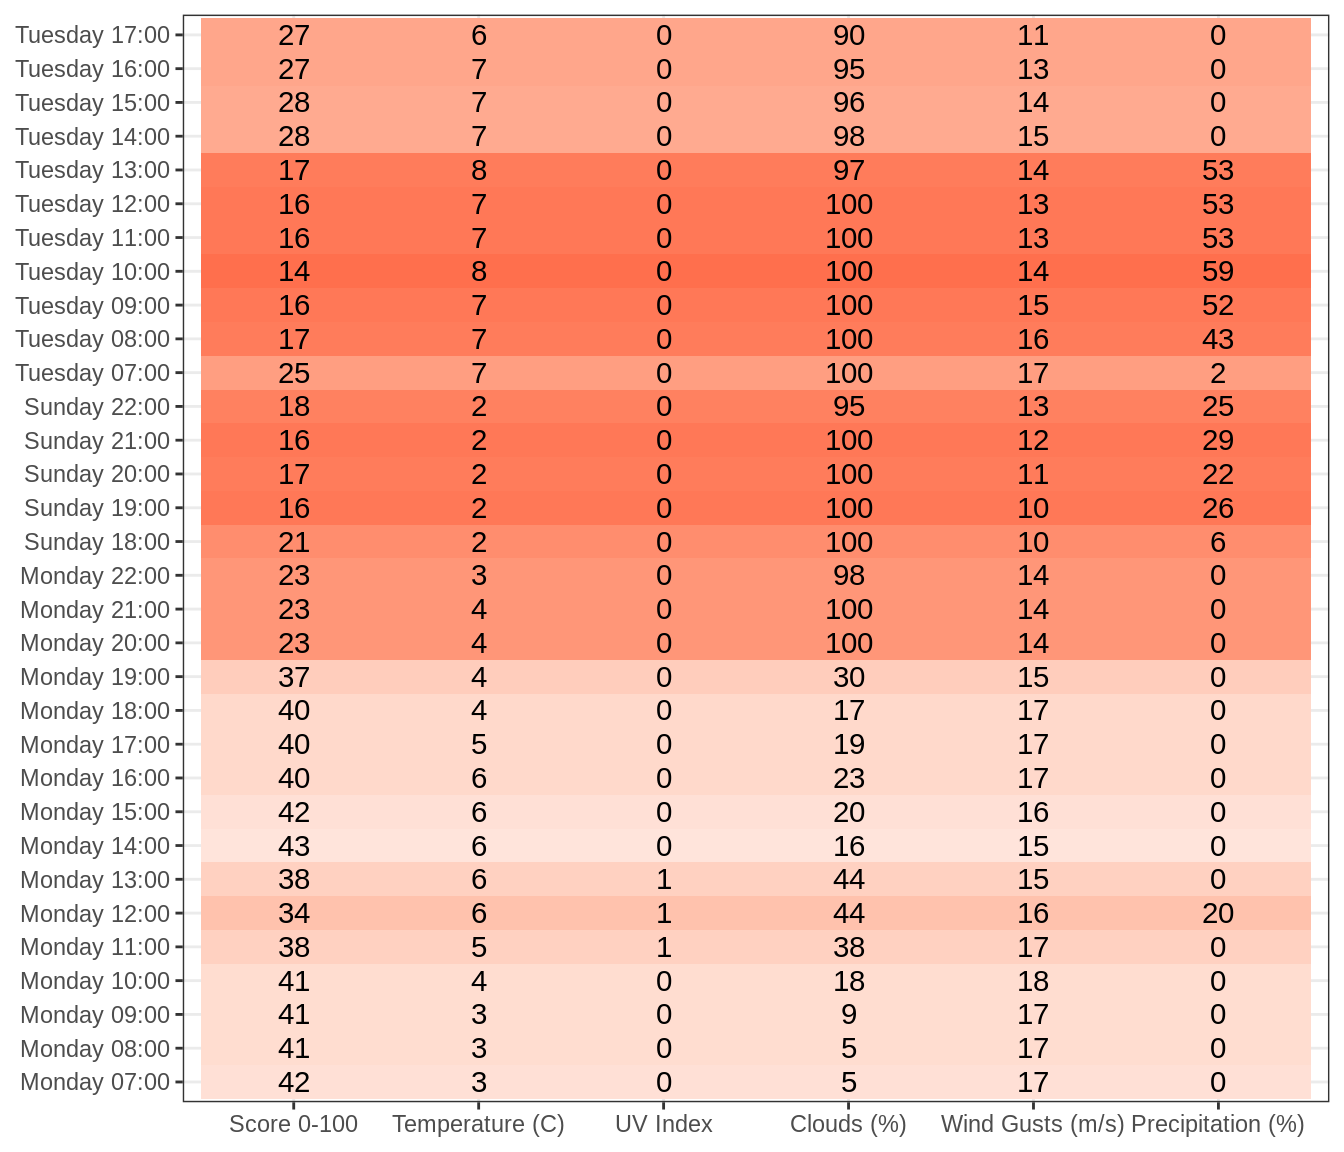 Tuesday 17:00 27 6 0 90 11 0
Tuesday 16:00 27 7 0 95 13 0
Tuesday 15:00 28 7 0 96 14 0
Tuesday 14:00 28 7 0 98 15 0
Tuesday 13:00 17 8 0 97 14 53
Tuesday 12:00 16 7 0 100 13 53
Tuesday 11:00 16 7 0 100 13 53
Tuesday 10:00 14 8 0 100 14 59
Tuesday 09:00 16 7 0 100 15 52
Tuesday 08:00 17 7 0 100 16 43
Tuesday 07:00 25 7 0 100 17 2
Sunday 22:00 18 2 0 95 13 25
Sunday 21:00 16 2 0 100 12 29
Sunday 20:00 17 2 0 100 11 22
Sunday 19:00 16 2 0 100 10 26
Sunday 18:00 21 2 0 100 10 6
Monday 22:00 23 3 0 98 14 0
Monday 21:00 23 4 0 100 14 0
Monday 20:00 23 4 0 100 14 0
Monday 19:00 37 4 0 30 15 0
Monday 18:00 40 4 0 17 17 0
Monday 17:00 40 5 0 19 17 0
Monday 16:00 40 6 0 23 17 0
Monday 15:00 42 6 0 20 16 0
Monday 14:00 43 6 0 16 15 0
Monday 13:00 38 6 1 44 15 0
Monday 12:00 34 6 1 44 16 20
Monday 11:00 38 5 1 38 17 0
Monday 10:00 41 4 0 18 18 0
Monday 09:00 41 3 0 9 17 0
Monday 08:00 41 3 0 5 17 0
Monday 07:00 42 3 0 5 17 0
Score 0-100 Temperature (C) UV Index Clouds (%) Wind Gusts (m/s) Precipitation (%)